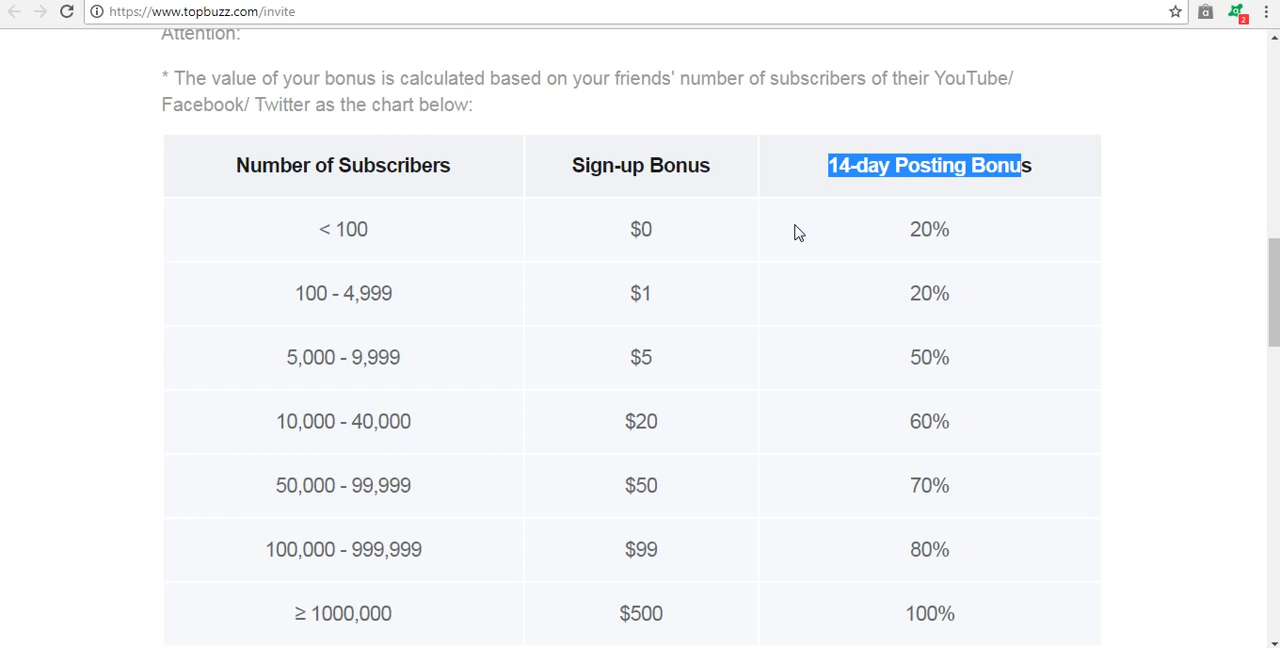 https://www.topbuzz.com/invite
2
Attention:
* The value of your bonus is calculated based on your friends' number of subscribers of their YouTube/
Facebook/ Twitter as the chart below:
Number of Subscribers Sign-up Bonus 14-day Posting Bonus
< 100 $0 20%
100 - 4,999 $1 20%
5,000 - 9,999 $5 50%
10,000 - 40,000 $20 60%
50,000 - 99,999 $50 70%
100,000 - 999,999 $99 80%
≥ 1000,000 $500 100%